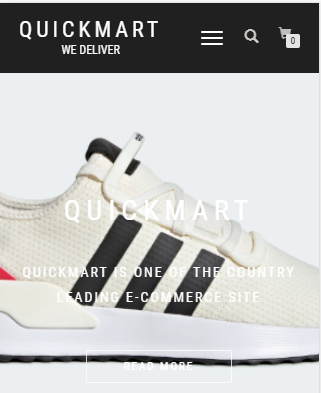 QUICKMART
WE DELIVER
0
QUICKMART
QUICKMART IS ONE OF THE COUNTRY
LEADING E-COMMERCE SITE
READ MORE